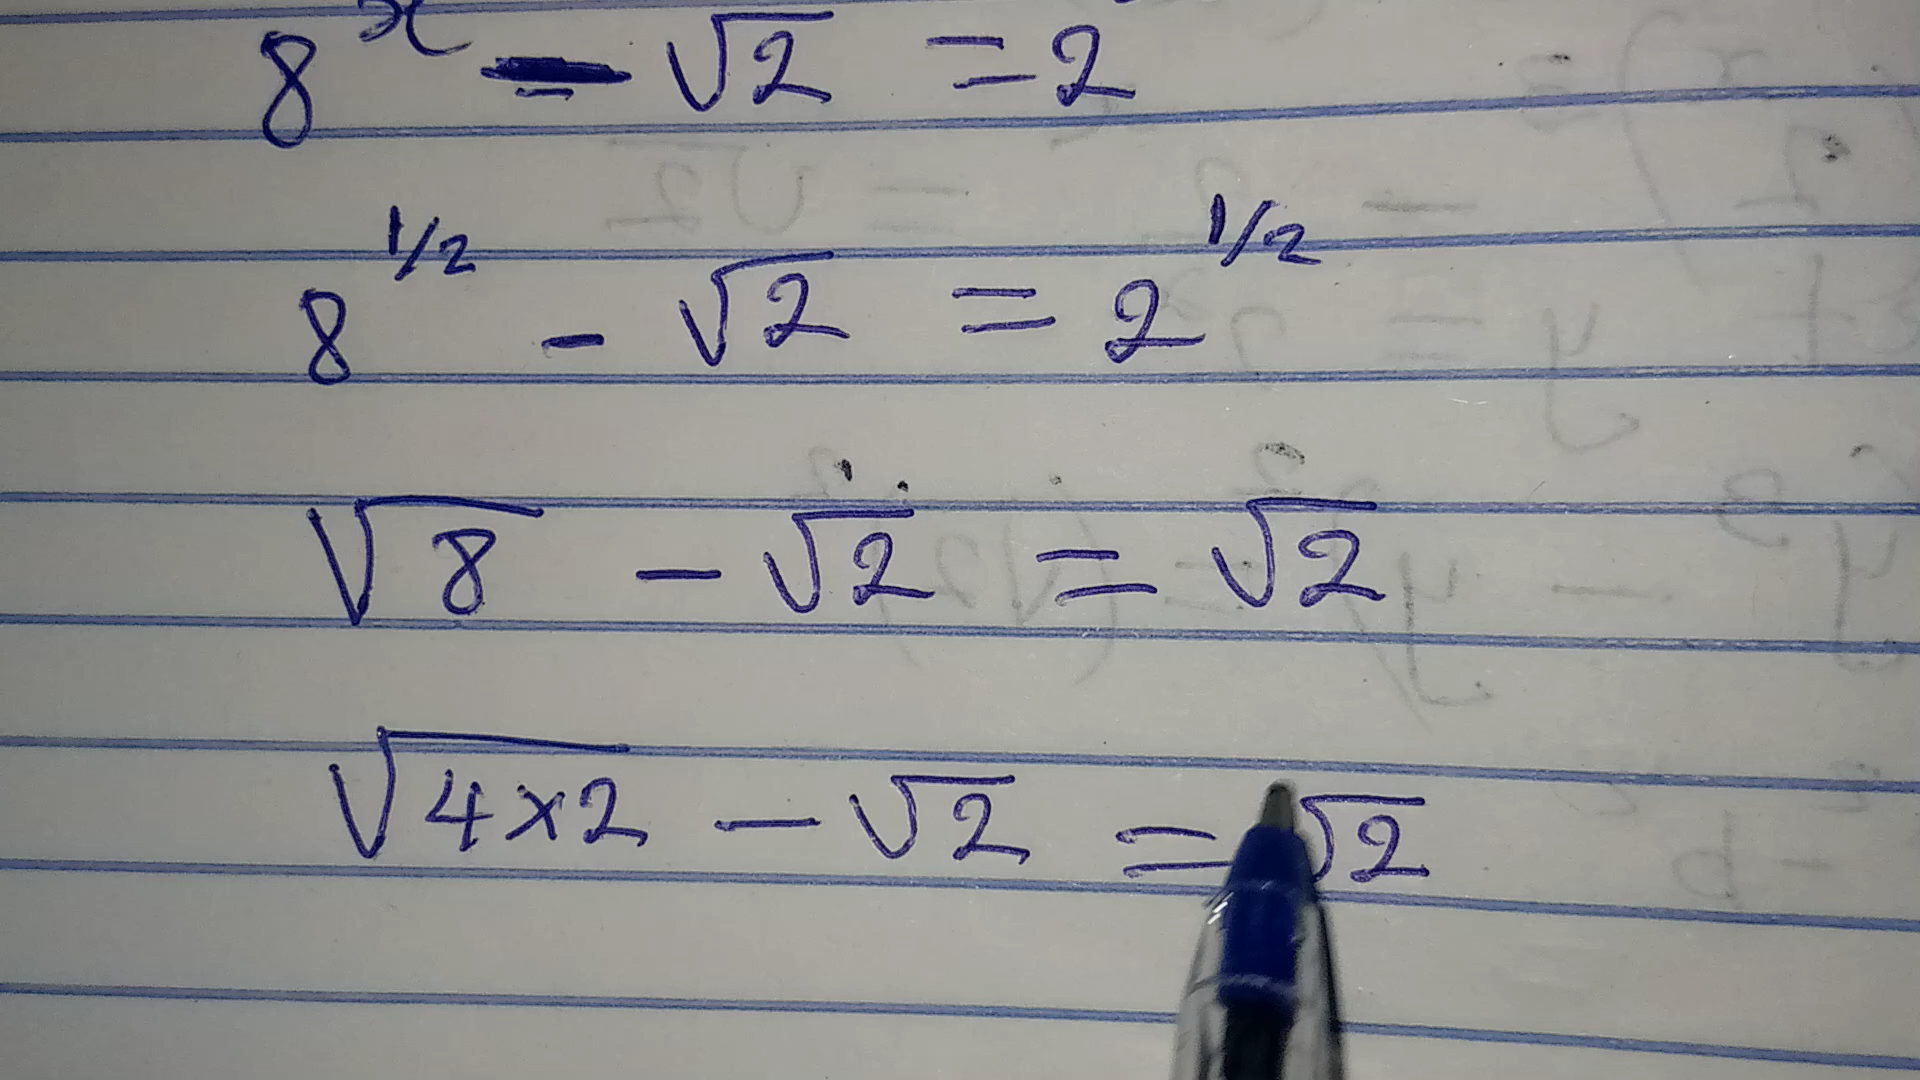 8^x - √2 = 2
8^1/2 - √2 = 2^1/2
√8 - √2 = √2
√4×2 - √2 = √2